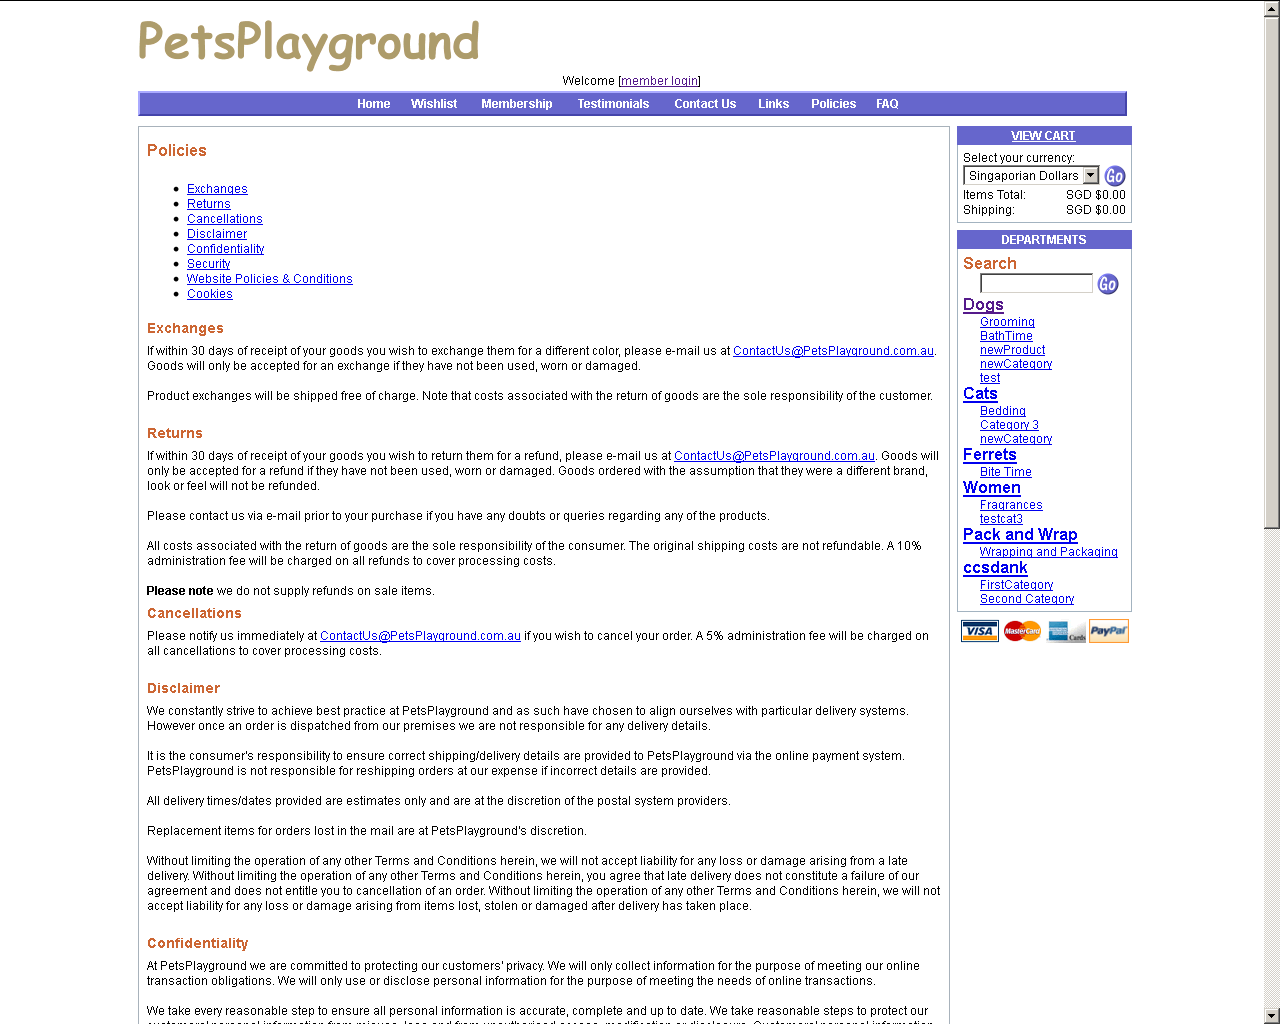 PetsPlayground
Welcome [member login]
Home Wishlist Membership Testimonials Contact Us Links Policies FAQ
Policies
Exchanges
Returns
Cancellations
Disclaimer
Confidentiality
Security
Website Policies & Conditions
Cookies
Exchanges
If within 30 days of receipt of your goods you wish to exchange them for a different color, please e-mail us at ContactUs@PetsPlayground.com.au.
Goods will only be accepted for an exchange if they have not been used, worn or damaged.
Product exchanges will be shipped free of charge. Note that costs associated with the return of goods are the sole responsibility of the customer.
Returns
If within 30 days of receipt of your goods you wish to return them for a refund, please e-mail us at ContactUs@PetsPlayground.com.au. Goods will
only be accepted for a refund if they have not been used, worn or damaged. Goods ordered with the assumption that they were a different brand,
look or feel will not be refunded.
Please contact us via e-mail prior to your purchase if you have any doubts or queries regarding any of the products.
All costs associated with the return of goods are the sole responsibility of the consumer. The original shipping costs are not refundable. A 10%
administration fee will be charged on all refunds to cover processing costs.
Please note we do not supply refunds on sale items.
Cancellations
Please notify us immediately at ContactUs@PetsPlayground.com.au if you wish to cancel your order. A 5% administration fee will be charged on
all cancellations to cover processing costs.
Disclaimer
We constantly strive to achieve best practice at PetsPlayground and as such have chosen to align ourselves with particular delivery systems.
However once an order is dispatched from our premises we are not responsible for any delivery details.
It is the consumer's responsibility to ensure correct shipping/delivery details are provided to PetsPlayground via the online payment system.
PetsPlayground is not responsible for reshipping orders at our expense if incorrect details are provided.
All delivery times/dates provided are estimates only and are at the discretion of the postal system providers.
Replacement items for orders lost in the mail are at PetsPlayground's discretion.
Without limiting the operation of any other Terms and Conditions herein, we will not accept liability for any loss or damage arising from a late
delivery. Without limiting the operation of any other Terms and Conditions herein, you agree that late delivery does not constitute a failure of our
agreement and does not entitle you to cancellation of an order. Without limiting the operation of any other Terms and Conditions herein, we will not
accept liability for any loss or damage arising from items lost, stolen or damaged after delivery has taken place.
Confidentiality
At PetsPlayground we are committed to protecting our customers' privacy. We will only collect information for the purpose of meeting our online
transaction obligations. We will only use or disclose personal information for the purpose of meeting the needs of online transactions.
We take every reasonable step to ensure all personal information is accurate, complete and up to date. We take reasonable steps to protect our
VIEW CART
Select your currency:
Singaporian Dollars Go
Items Total: SGD $0.00
Shipping: SGD $0.00
DEPARTMENTS
Search
Go
Dogs
Grooming
BathTime
newProduct
newCategory
test
Cats
Bedding
Category 3
newCategory
Ferrets
Bite Time
Women
Fragrances
testcat3
Pack and Wrap
Wrapping and Packaging
ccsdank
FirstCategory
Second Category
VISA MasterCard PayPal